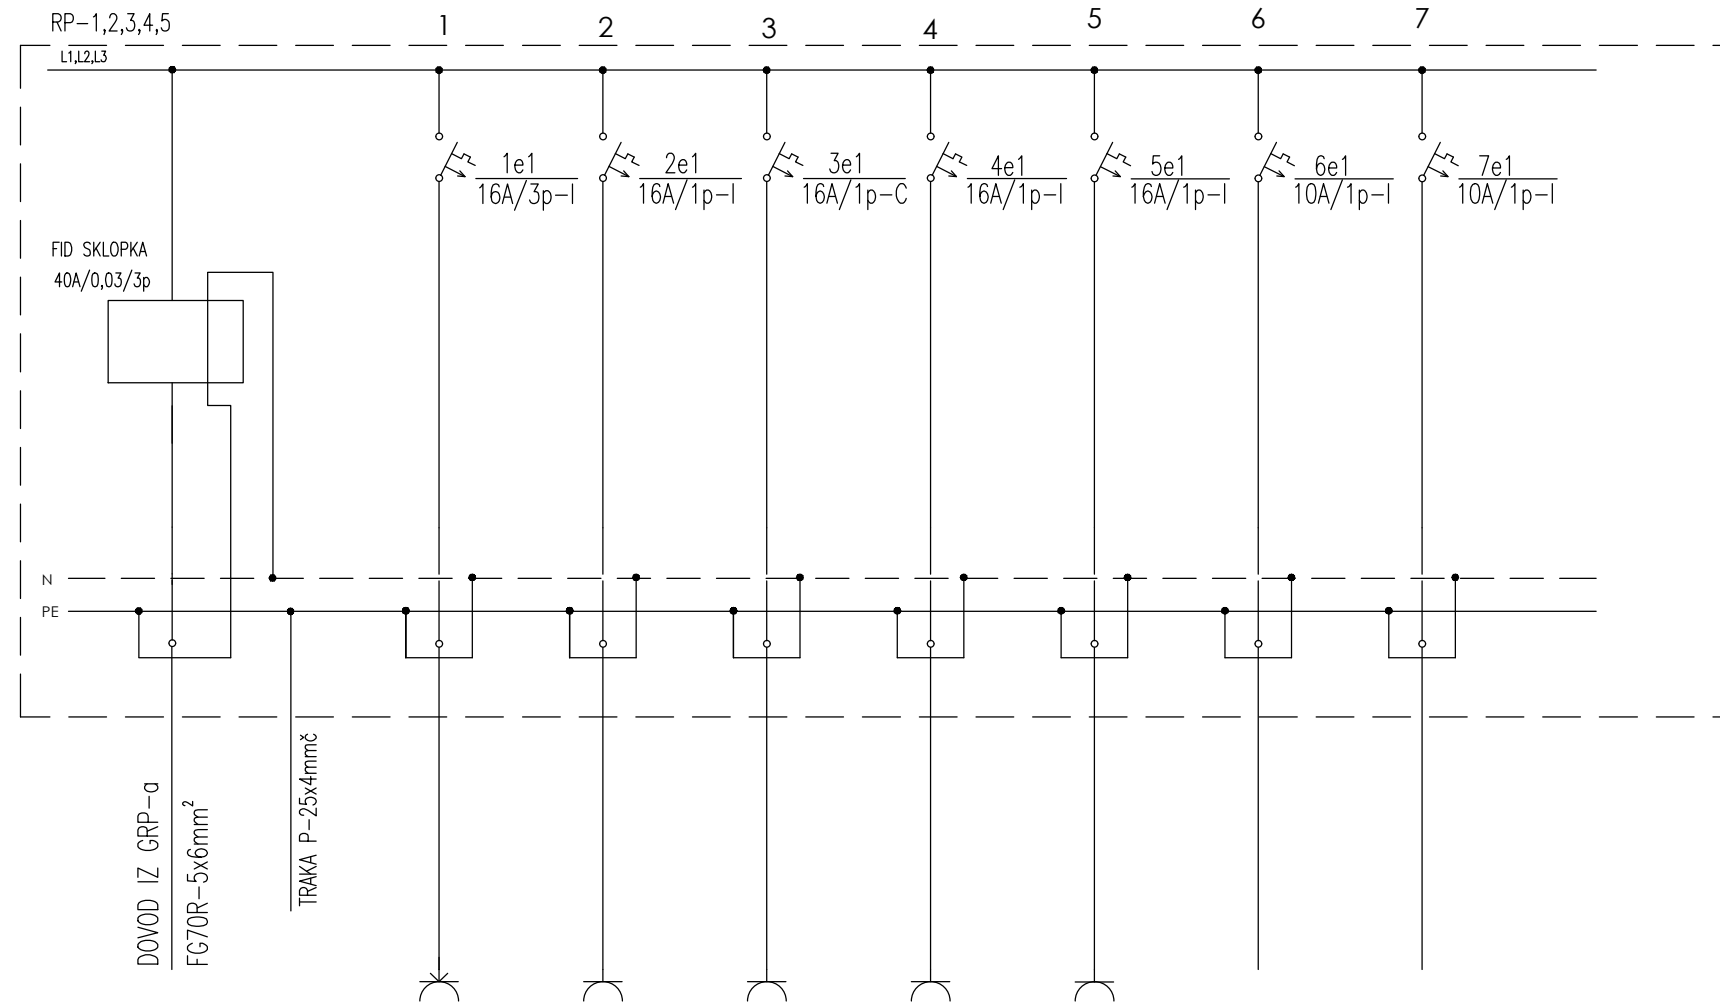 RP-1,2,3,4,5
1
2
3
4
5
6
7
L1,L2,L3
1e1
16A/3p-I
2e1
16A/1p-I
3e1
16A/1p-C
4e1
16A/1p-I
5e1
16A/1p-I
6e1
10A/1p-I
7e1
10A/1p-I
FID SKLOPKA
40A/0,03/3p
N
PE
DOVOD IZ GRP-a
FG70R-5x6mm²
TRAKA P-25x4mmč